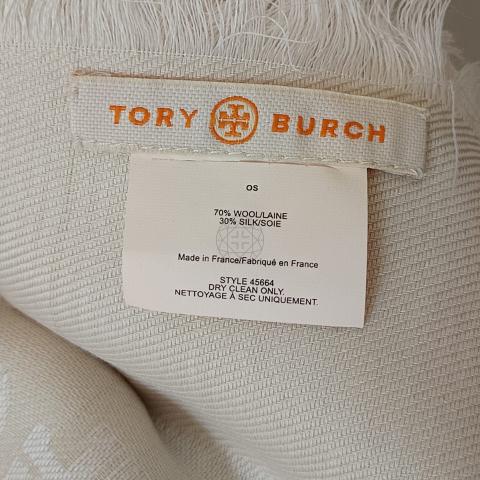 TORY BURCH
OS
70% WOOL/LAINE
30% SILK/SOIE
Made in France/Fabriqué en France
STYLE 45664
DRY CLEAN ONLY.
NETTOYAGE À SEC UNIQUEMENT.